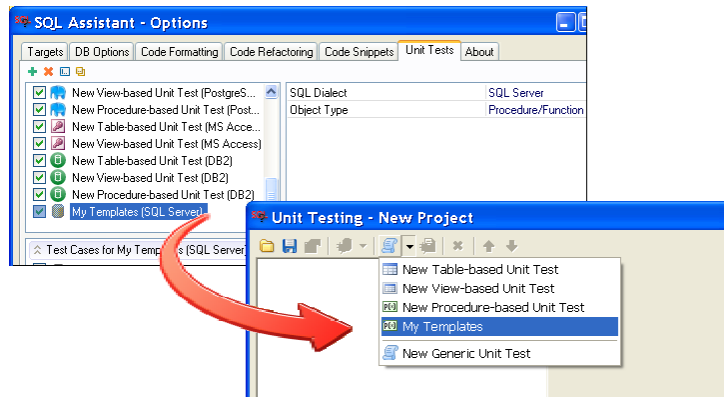 SQL Assistant - Options
Targets DB Options Code Formatting Code Refactoring Code Snippets Unit Tests About
New View-based Unit Test (PostgreS...
New Procedure-based Unit Test (Post...
New Table-based Unit Test (MS Acce...
New View-based Unit Test (MS Access)
New Table-based Unit Test (DB2)
New View-based Unit Test (DB2)
New Procedure-based Unit Test (DB2)
My Templates (SQL Server)
SQL Dialect SQL Server
Object Type Procedure/Function
Test Cases for My Templates (SQL Server)
Unit Testing - New Project
New Table-based Unit Test
New View-based Unit Test
New Procedure-based Unit Test
My Templates
New Generic Unit Test